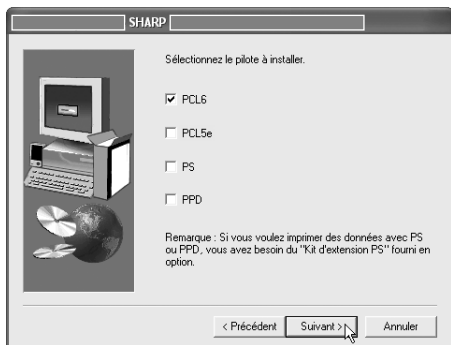 SHARP
Sélectionnez le pilote à installer.
PCL6
PCL5e
PS
PPD
Remarque : Si vous voulez imprimer des données avec PS
ou PPD, vous avez besoin du "Kit d'extension PS" fourni en
option.
< Précédent Suivant > Annuler